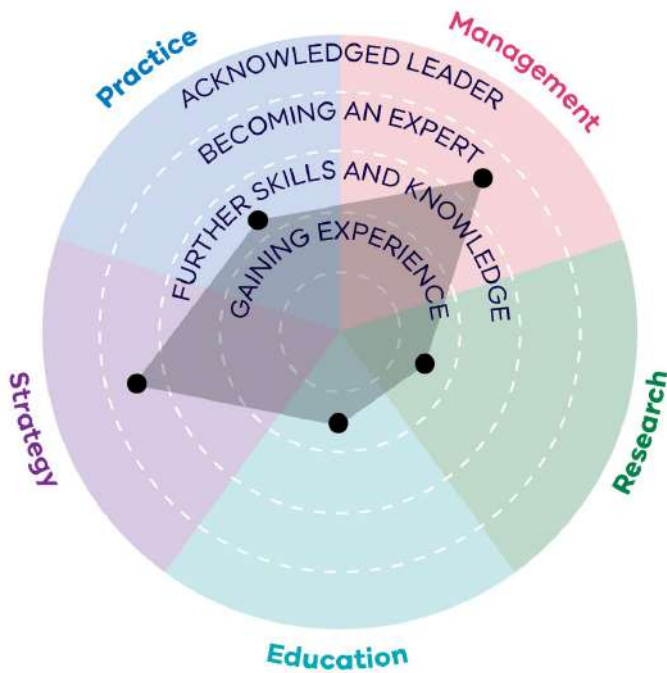 Practice
Management
ACKNOWLEDGED LEADER
BECOMING AN EXPERT
FURTHER SKILLS AND KNOWLEDGE
GAINING EXPERIENCE
Strategy
Research
Education